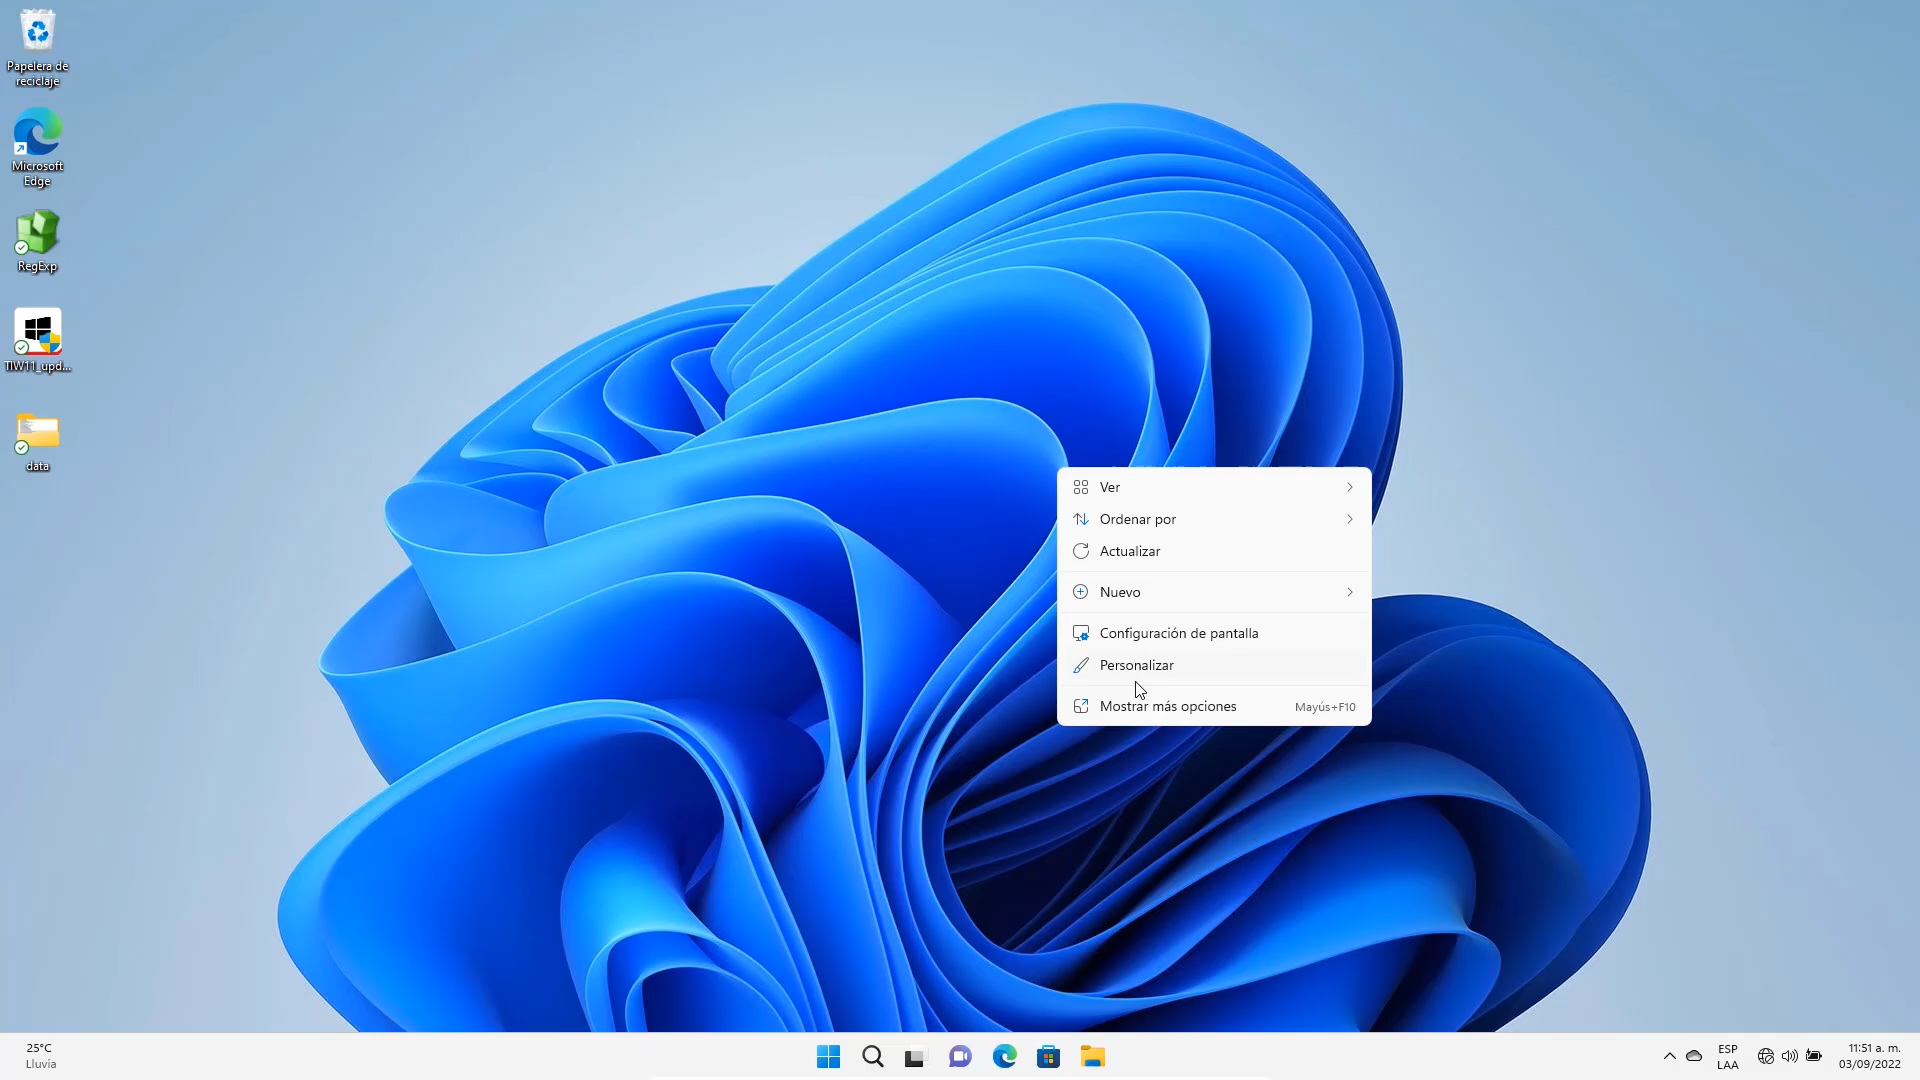 Papelera de
reciclaje
Microsoft
Edge
RegExp
TIW11_upd...
data
Ver
Ordenar por
Actualizar
Nuevo
Configuración de pantalla
Personalizar
Mostrar más opciones Mayús+F10
25°C
Lluvia
ESP
LAA
11:51 a. m.
03/09/2022